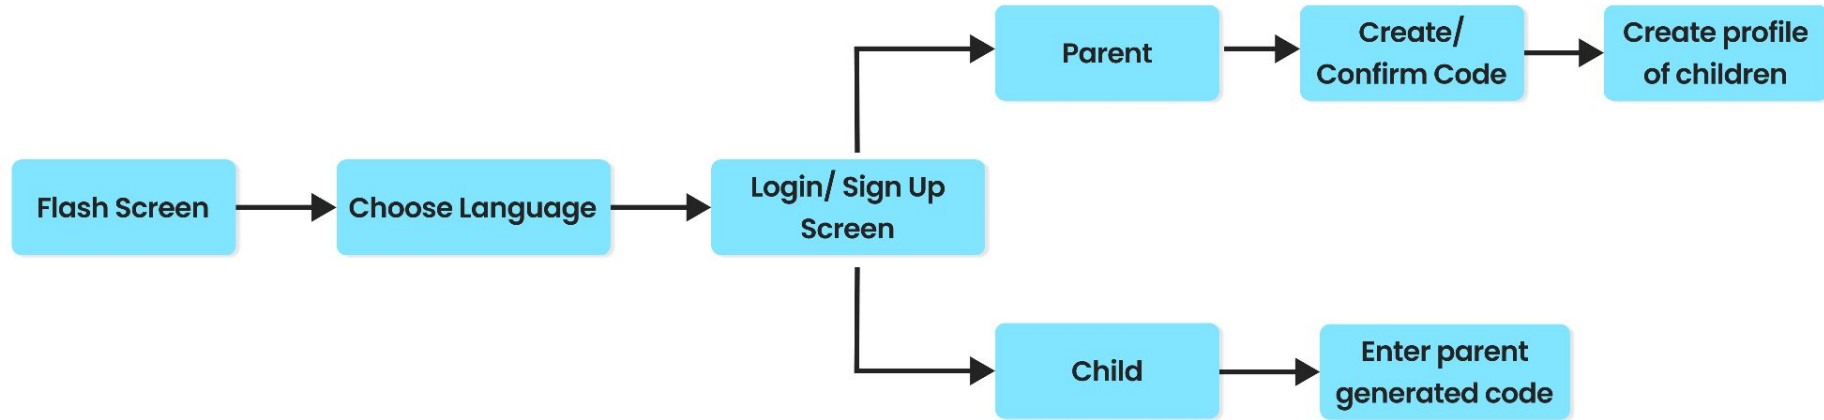 Flash Screen
Choose Language
Login/ Sign Up
Screen
Parent
Create/
Confirm Code
Create profile
of children
Child
Enter parent
generated code